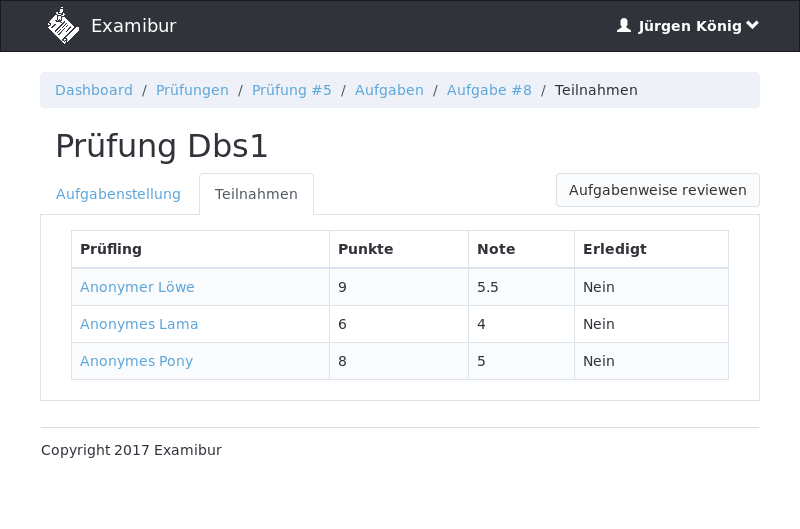 Examibur Jürgen König
Dashboard / Prüfungen / Prüfung #5 / Aufgaben / Aufgabe #8 / Teilnahmen
Prüfung Dbs1
Aufgabenstellung Teilnahmen Aufgabenweise reviewen
Prüfling Punkte Note Erledigt
Anonymer Löwe 9 5.5 Nein
Anonymes Lama 6 4 Nein
Anonymes Pony 8 5 Nein
Copyright 2017 Examibur